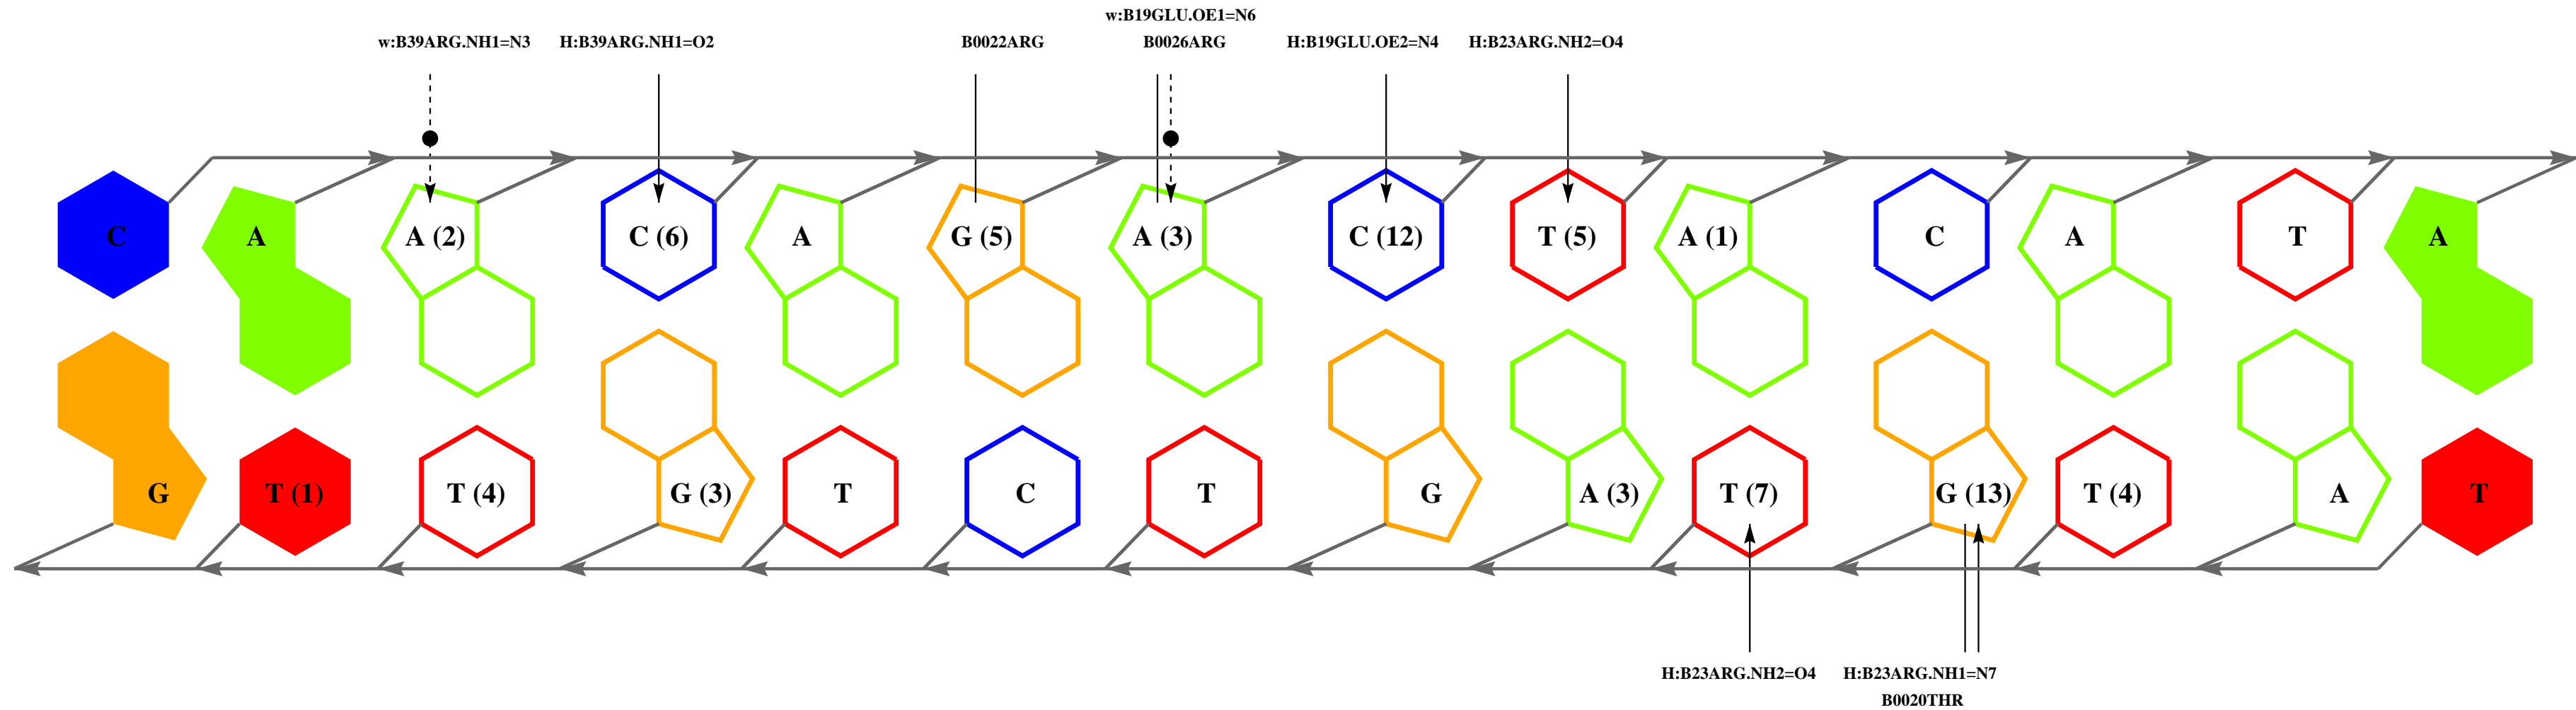 w:B19GLU.OE1=N6
w:B39ARG.NH1=N3 H:B39ARG.NH1=O2 B0022ARG B0026ARG H:B19GLU.OE2=N4 H:B23ARG.NH2=O4
C A A (2) C (6) A G (5) A (3) C (12) T (5) A (1) C A T A
G T (1) T (4) G (3) T C T G A (3) T (7) G (13) T (4) A T
H:B23ARG.NH2=O4 H:B23ARG.NH1=N7
B0020THR